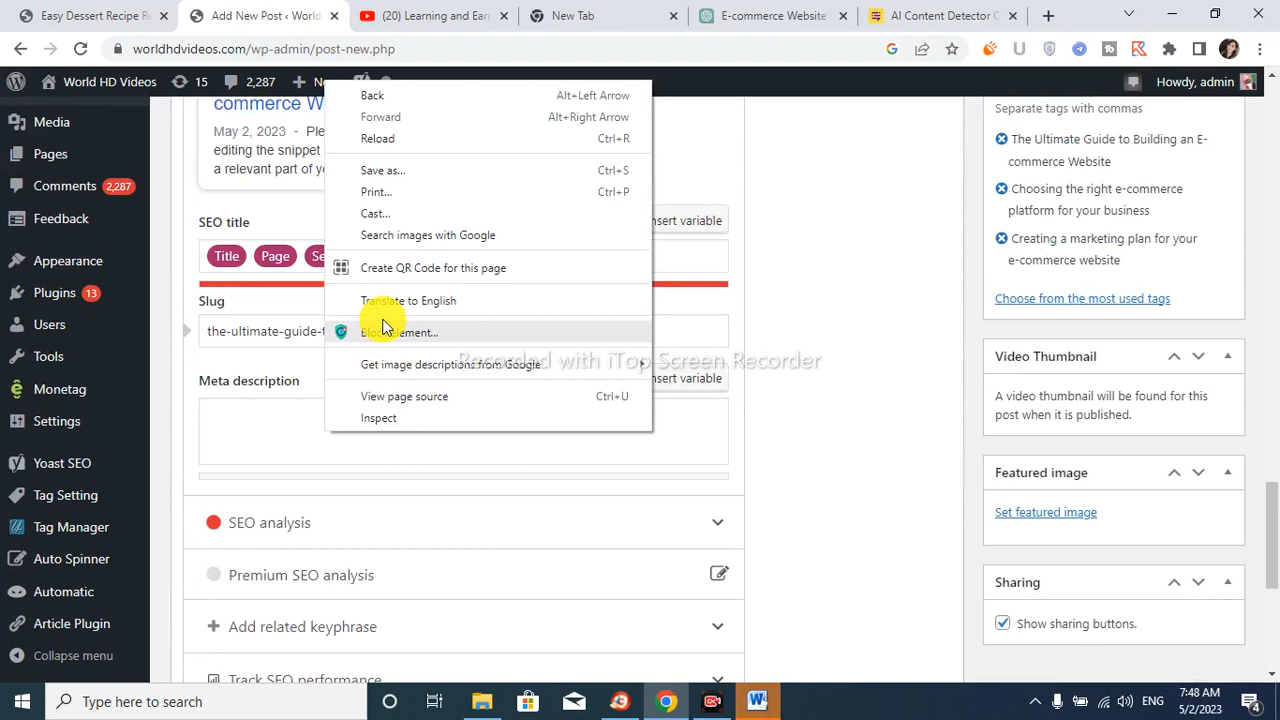 Easy Dessert Recipe Re
Add New Post ‹ World
(20) Learning and Ear
New Tab
E-commerce Website
AI Content Detector C
worldhdvideos.com/wp-admin/post-new.php
World HD Videos
15
2,287
Howdy, admin
Media
Pages
Comments 2,287
Feedback
Appearance
Plugins 13
Users
Tools
Monetag
Settings
Yoast SEO
Tag Setting
Tag Manager
Auto Spinner
Automatic
Article Plugin
Collapse menu
commerce W
May 2, 2023 - Ple
editing the snippet
a relevant part of y
SEO title
Insert variable
Title
Page
Se
Slug
the-ultimate-guide-t
Meta description
Insert variable
SEO analysis
Premium SEO analysis
Add related keyphrase
Track SEO performance
Back Alt+Left Arrow
Forward Alt+Right Arrow
Reload Ctrl+R
Save as... Ctrl+S
Print... Ctrl+P
Cast...
Search images with Google
Create QR Code for this page
Translate to English
Block element...
Get image descriptions from Google
View page source Ctrl+U
Inspect
Recorded with iTop Screen Recorder
Separate tags with commas
The Ultimate Guide to Building an E-
commerce Website
Choosing the right e-commerce
platform for your business
Creating a marketing plan for your
e-commerce website
Choose from the most used tags
Video Thumbnail
A video thumbnail will be found for this
post when it is published.
Featured image
Set featured image
Sharing
Show sharing buttons.
Type here to search
ENG
7:48 AM
5/2/2023
4